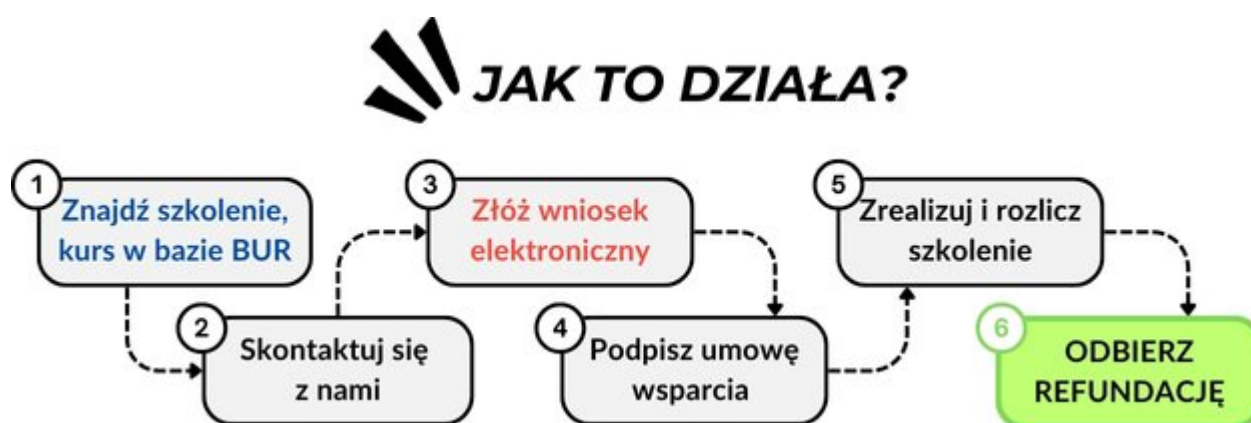 JAK TO DZIAŁA?
1
Znajdź szkolenie,
kurs w bazie BUR
2
Skontaktuj się
z nami
3
Złóż wniosek
elektroniczny
4
Podpisz umowę
wsparcia
5
Zrealizuj i rozlicz
szkolenie
6
ODBIERZ
REFUNDACJĘ